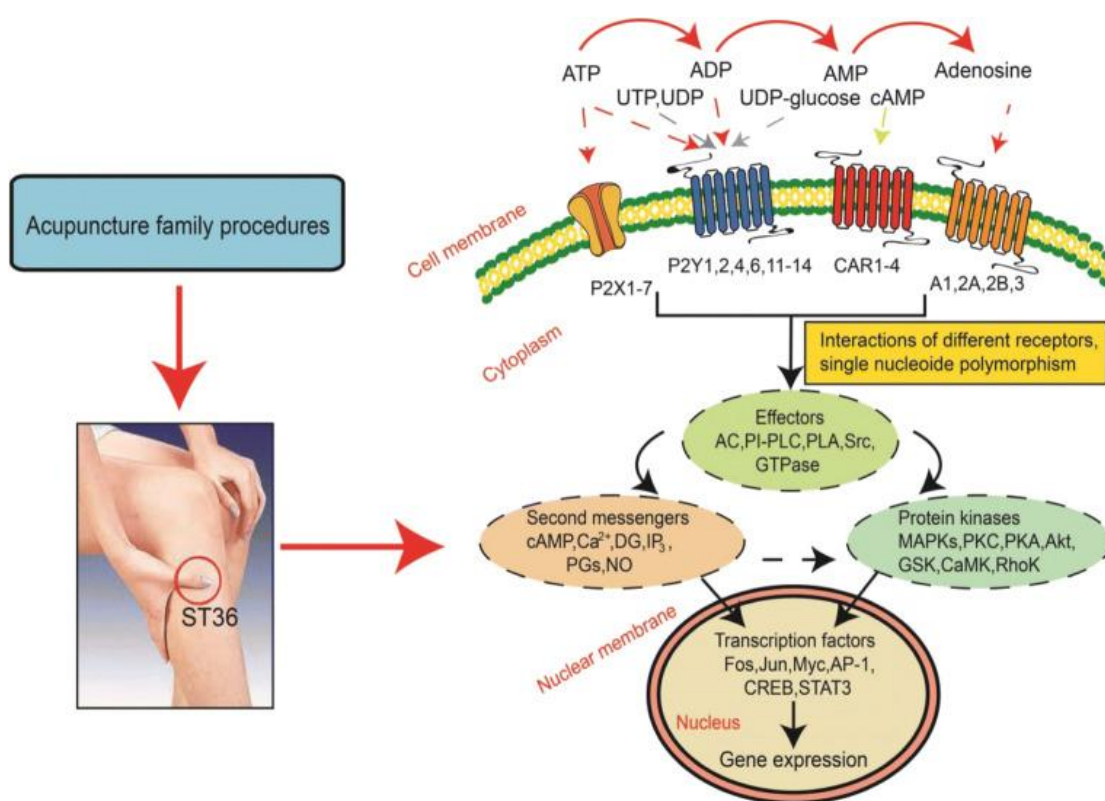 Acupuncture family procedures
ST36
ATP
ADP
AMP
Adenosine
UTP,UDP
UDP-glucose
cAMP
Cell membrane
P2X1-7
P2Y1,2,4,6,11-14
CAR1-4
A1,2A,2B,3
Cytoplasm
Interactions of different receptors,
single nucleoide polymorphism
Effectors
AC,PI-PLC,PLA,Src,
GTPase
Second messengers
cAMP,Ca²⁺,DG,IP₃,
PGs,NO
Protein kinases
MAPKs,PKC,PKA,Akt,
GSK,CaMK,RhoK
Nuclear membrane
Transcription factors
Fos,Jun,Myc,AP-1,
CREB,STAT3
Nucleus
Gene expression